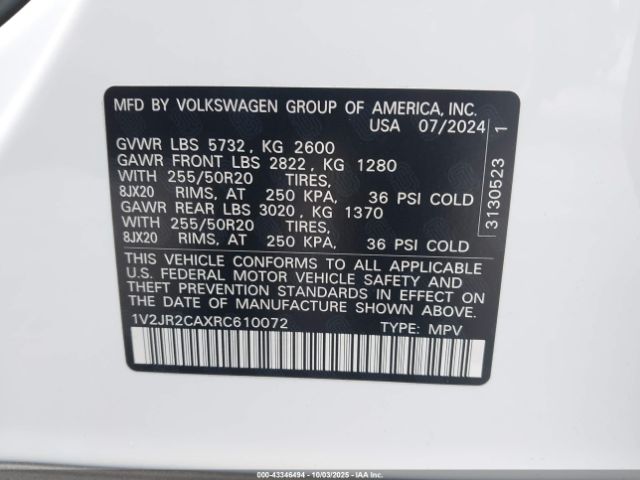 MFD BY VOLKSWAGEN GROUP OF AMERICA, INC.
USA 07/2024
GVWR LBS 5732, KG 2600
GAWR FRONT LBS 2822, KG 1280
WITH 255/50R20 TIRES,
8JX20 RIMS, AT 250 KPA, 36 PSI COLD
GAWR REAR LBS 3020, KG 1370
WITH 255/50R20 TIRES,
8JX20 RIMS, AT 250 KPA, 36 PSI COLD
THIS VEHICLE CONFORMS TO ALL APPLICABLE
U.S. FEDERAL MOTOR VEHICLE SAFETY AND
THEFT PREVENTION STANDARDS IN EFFECT ON
THE DATE OF MANUFACTURE SHOWN ABOVE.
1V2JR2CAXRC610072 TYPE: MPV
3130523 1
000-43346494 - 10/03/2025 - IAA Inc.